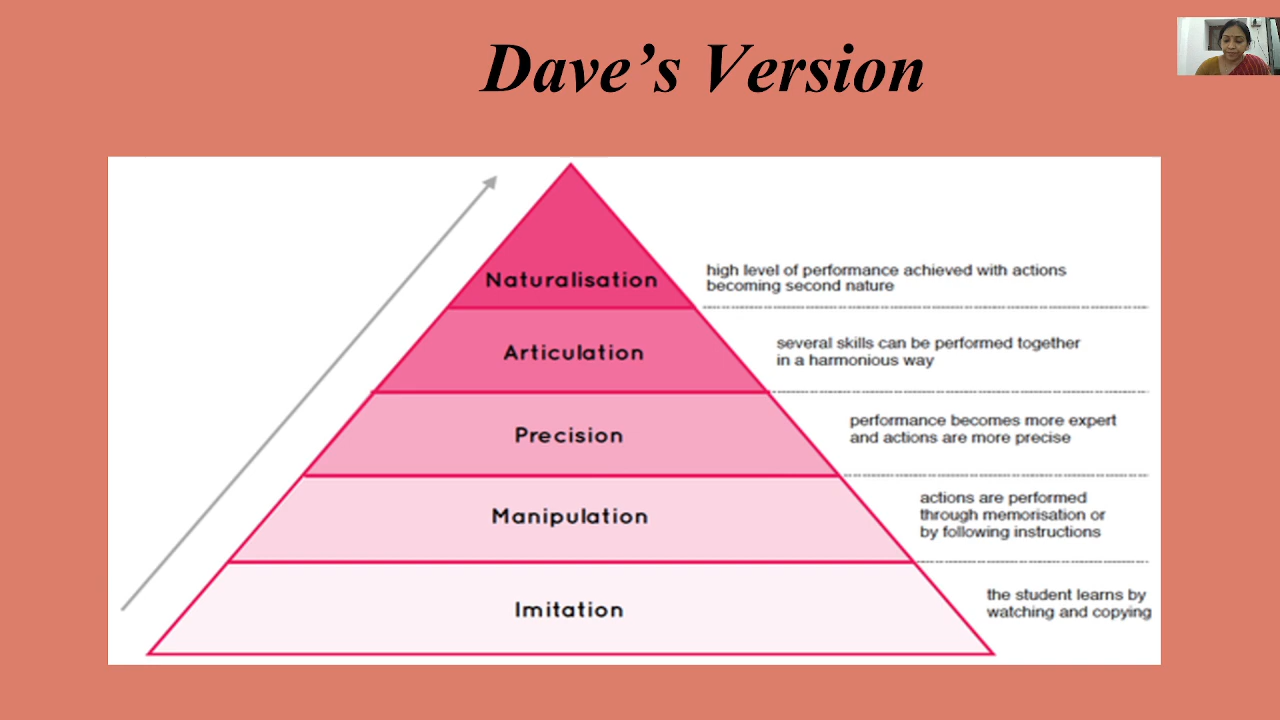 Dave’s Version
Naturalisation
high level of performance achieved with actions
becoming second nature
Articulation
several skills can be performed together
in a harmonious way
Precision
performance becomes more expert
and actions are more precise
Manipulation
actions are performed
through memorisation or
by following instructions
Imitation
the student learns by
watching and copying